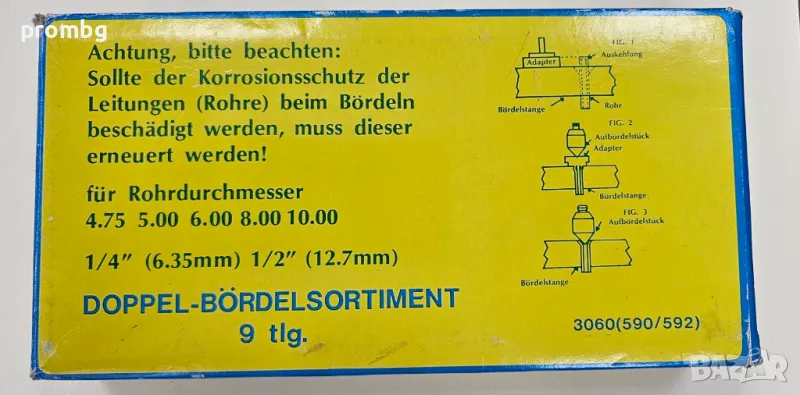 prombg
Achtung, bitte beachten:
Sollte der Korrosionsschutz der
Leitungen (Rohre) beim Bördeln
beschädigt werden, muss dieser
erneuert werden!
für Rohrdurchmesser
4.75 5.00 6.00 8.00 10.00
1/4" (6.35mm) 1/2" (12.7mm)
DOPPEL-BÖRDELSORTIMENT
9 tlg.
FIG. 1
Auskehlung
Adapter
Bördelstange
Rohr
FIG. 2
Aufbördelstück
Adapter
Bördelstange
FIG. 3
Aufbördelstück
Bördelstange
3060(590/592)
BAZAR